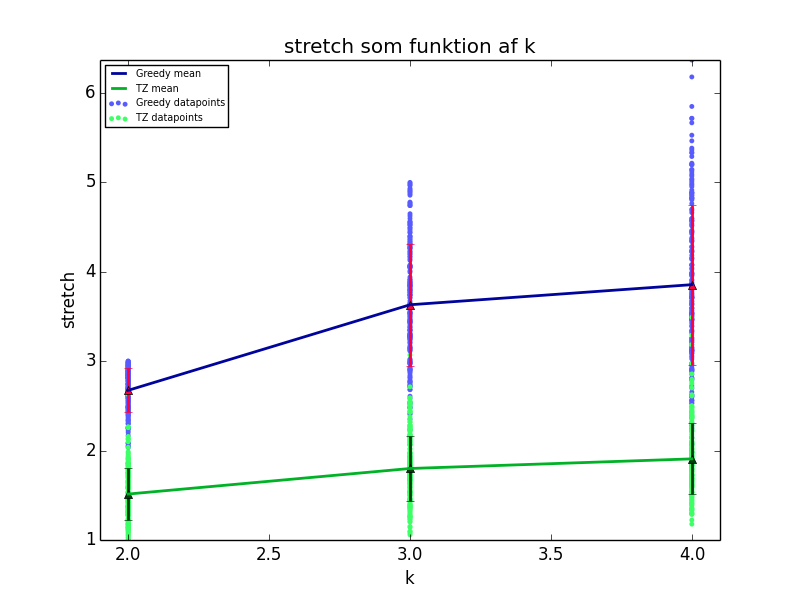 stretch som funktion af k
Greedy mean
TZ mean
Greedy datapoints
TZ datapoints
6
5
4
3
2
1
stretch
2.0 2.5 3.0 3.5 4.0
k